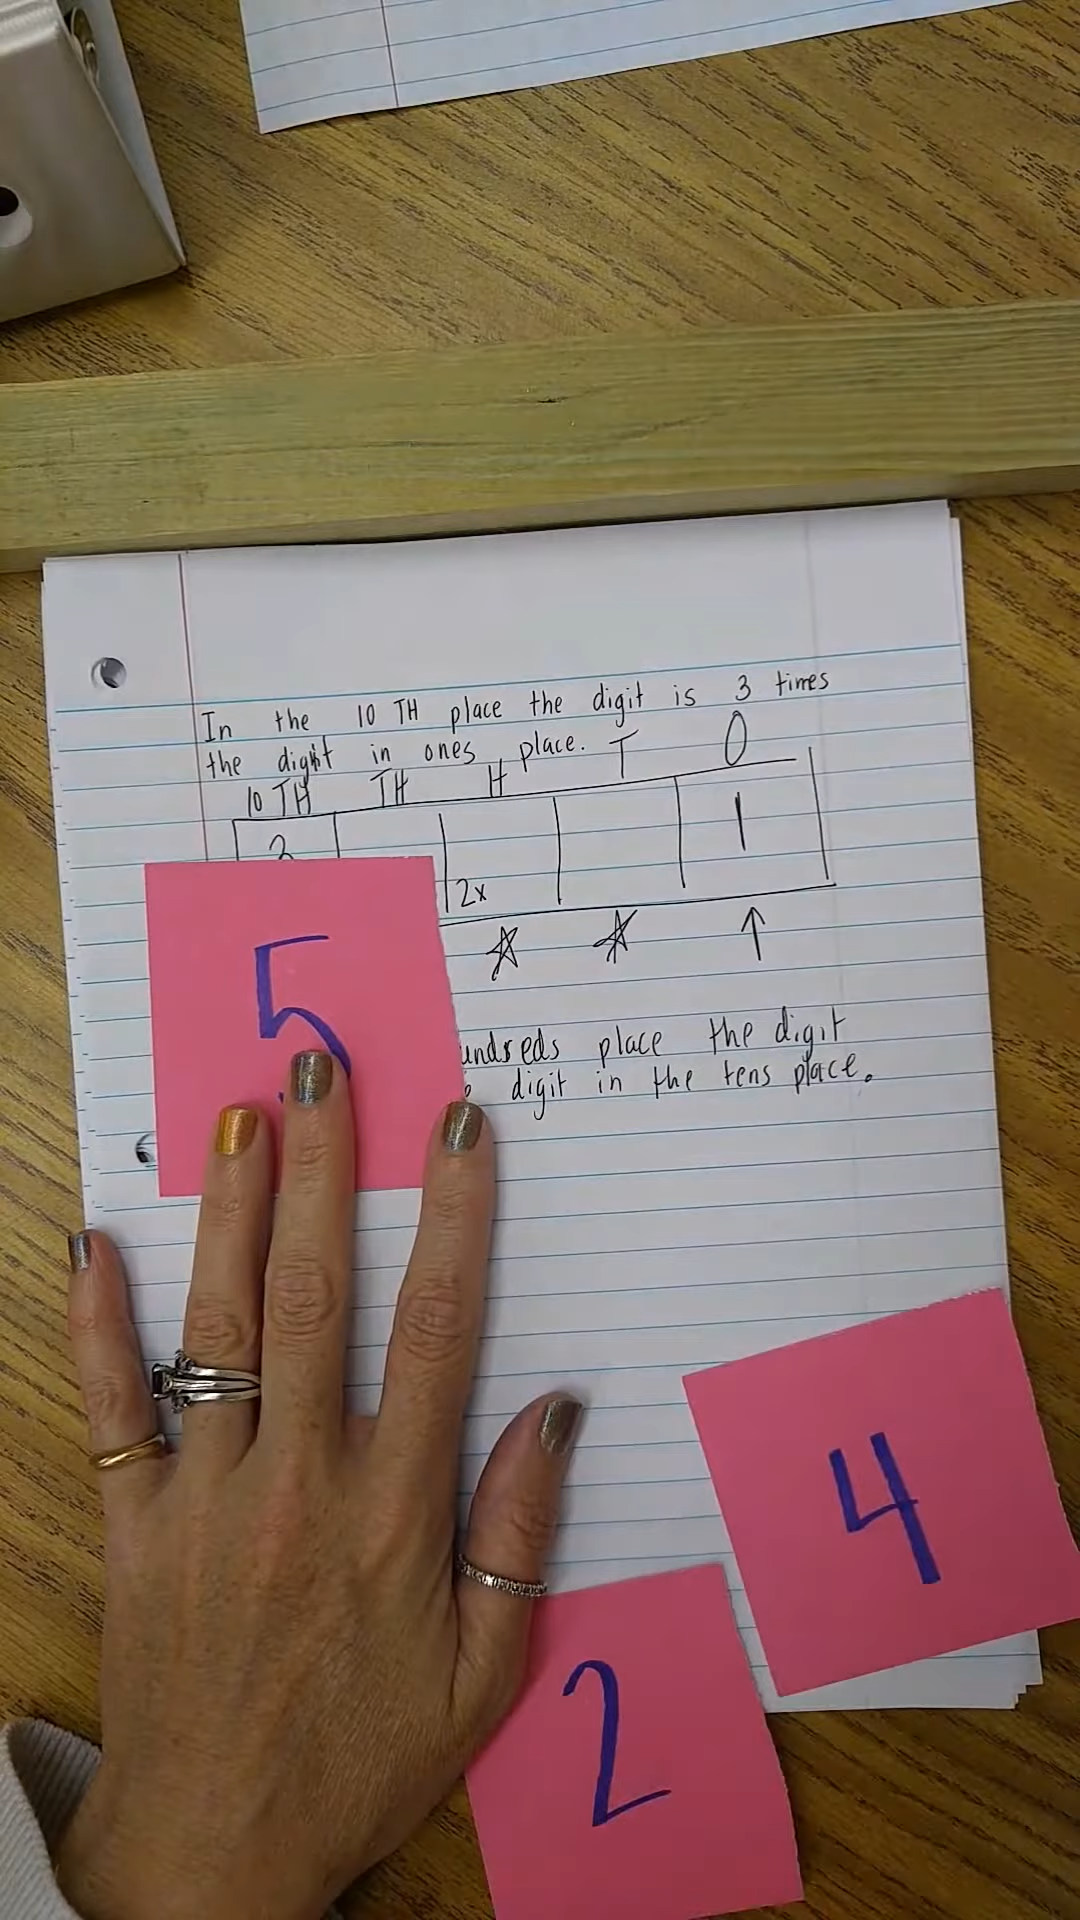 In the 10 TH place the digit is 3 times
the digit in ones place.
10 TH TH H T O
3 1
2x
undreds place the digit
digit in the tens place.
5
4
2